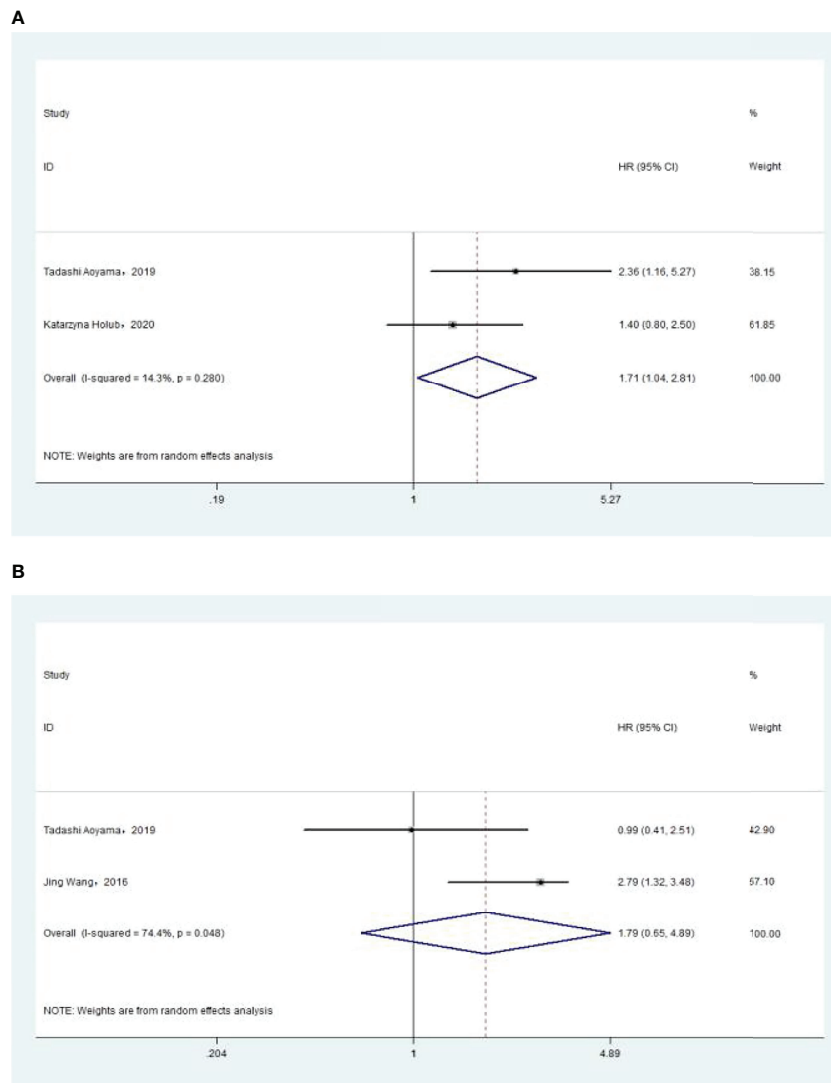 A
Study %
ID HR (95% CI) Weight
Tadashi Aoyama，2019 2.36 (1.16, 5.27) 38.15
Katarzyna Holub，2020 1.40 (0.80, 2.50) 61.85
Overall (I-squared = 14.3%, p = 0.280) 1.71 (1.04, 2.81) 100.00
NOTE: Weights are from random effects analysis
.19 1 5.27
B
Study %
ID HR (95% CI) Weight
Tadashi Aoyama，2019 0.99 (0.41, 2.51) 42.90
Jing Wang，2016 2.79 (1.32, 3.48) 57.10
Overall (I-squared = 74.4%, p = 0.048) 1.79 (0.65, 4.89) 100.00
NOTE: Weights are from random effects analysis
.204 1 4.89